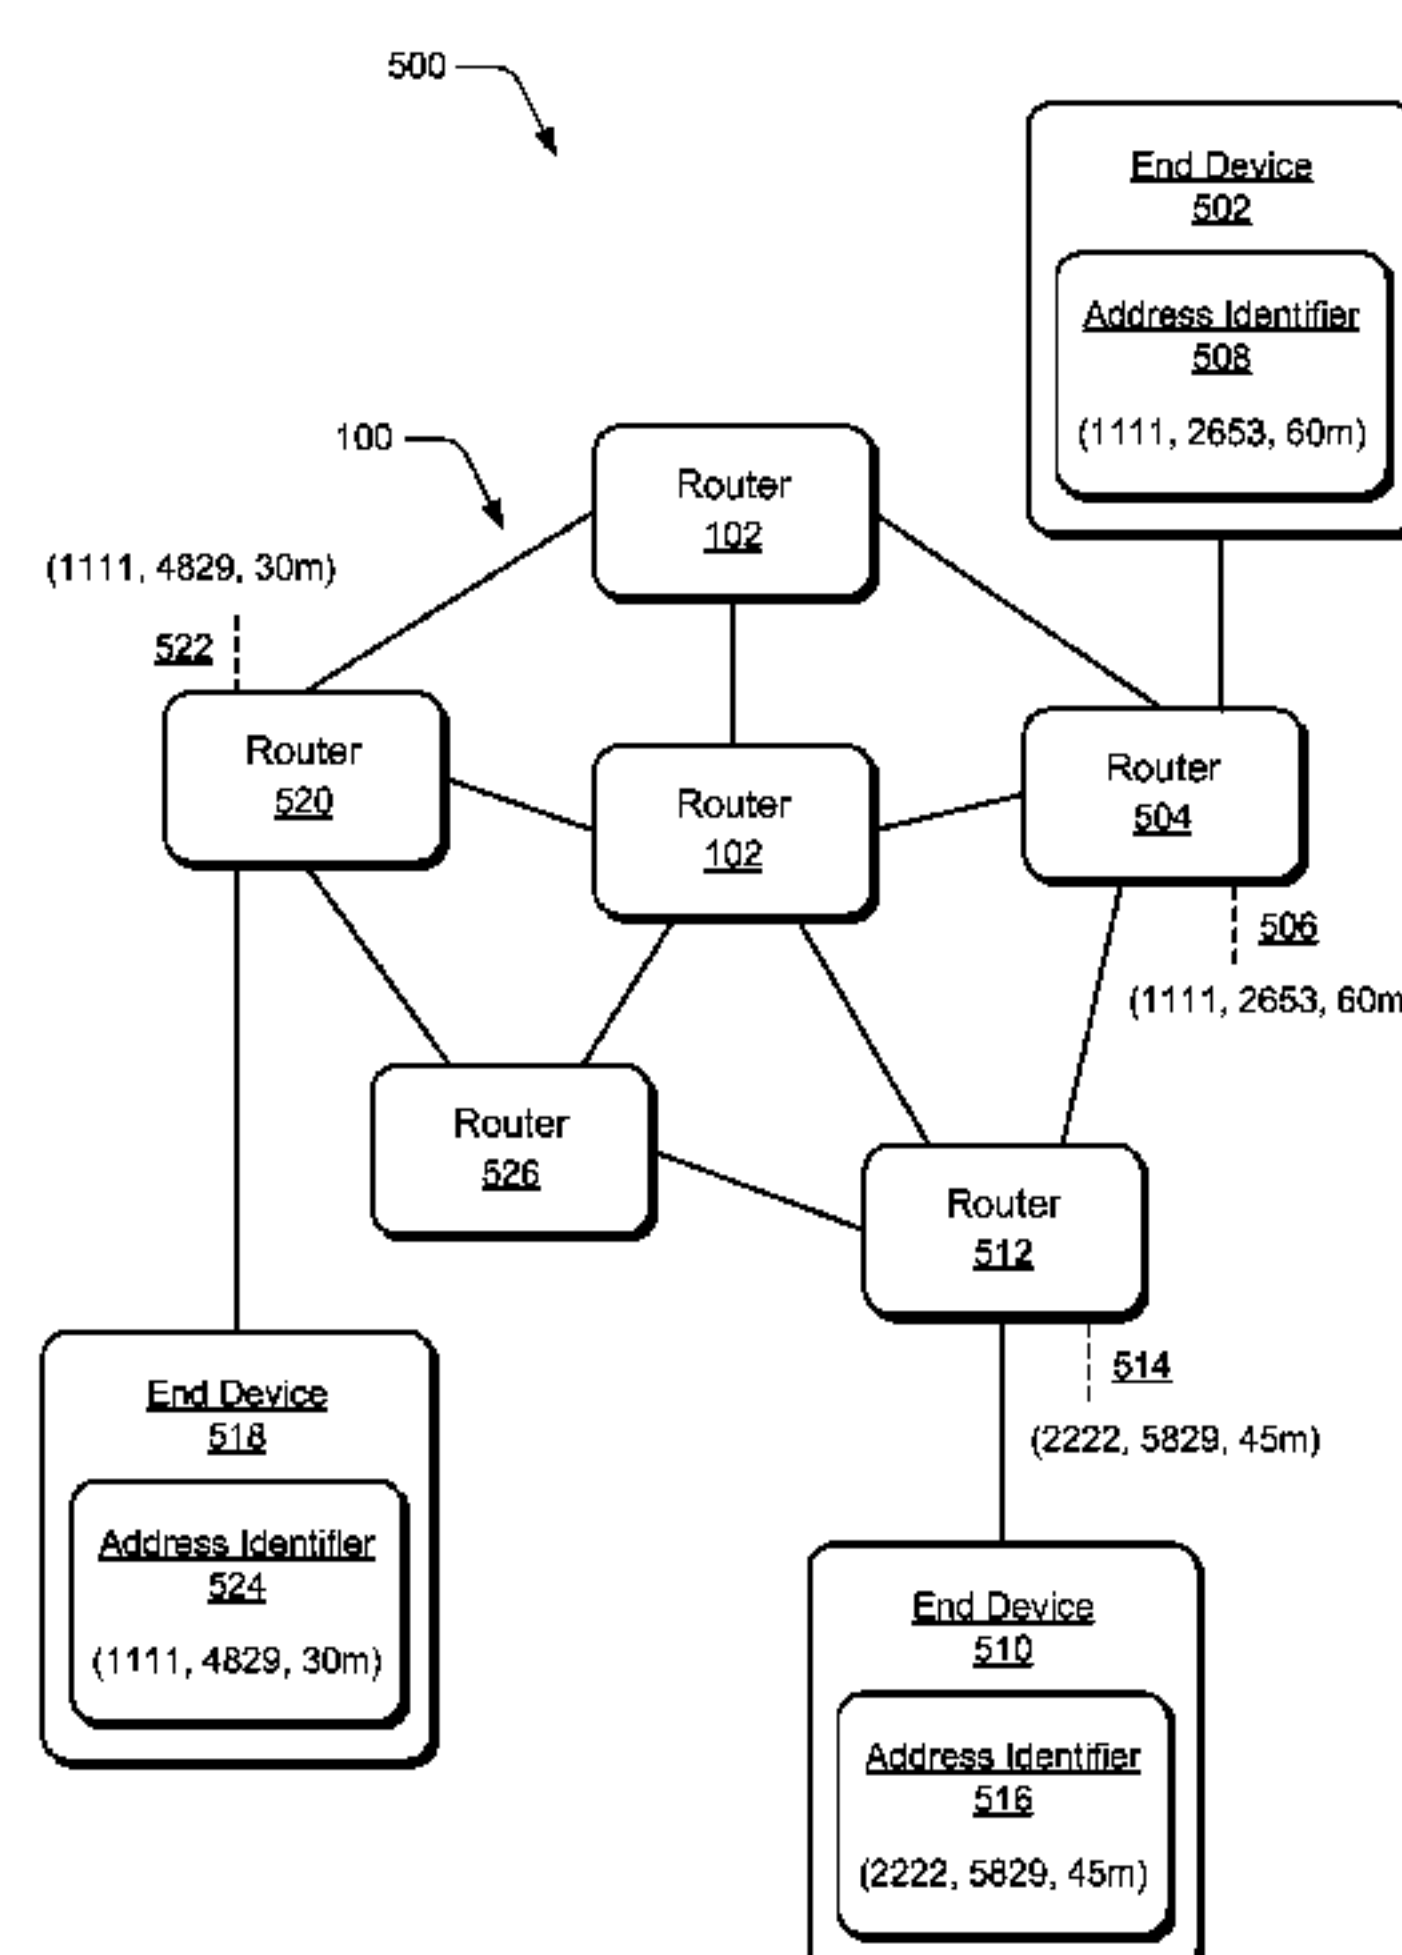 500
End Device
502
Address Identifier
508
(1111, 2653, 60m)
100
Router
102
(1111, 4829, 30m)
522
Router
520
Router
102
Router
504
506
(1111, 2653, 60m
Router
526
Router
512
514
(2222, 5829, 45m)
End Device
518
Address Identifier
524
(1111, 4829, 30m)
End Device
510
Address Identifier
516
(2222, 5829, 45m)